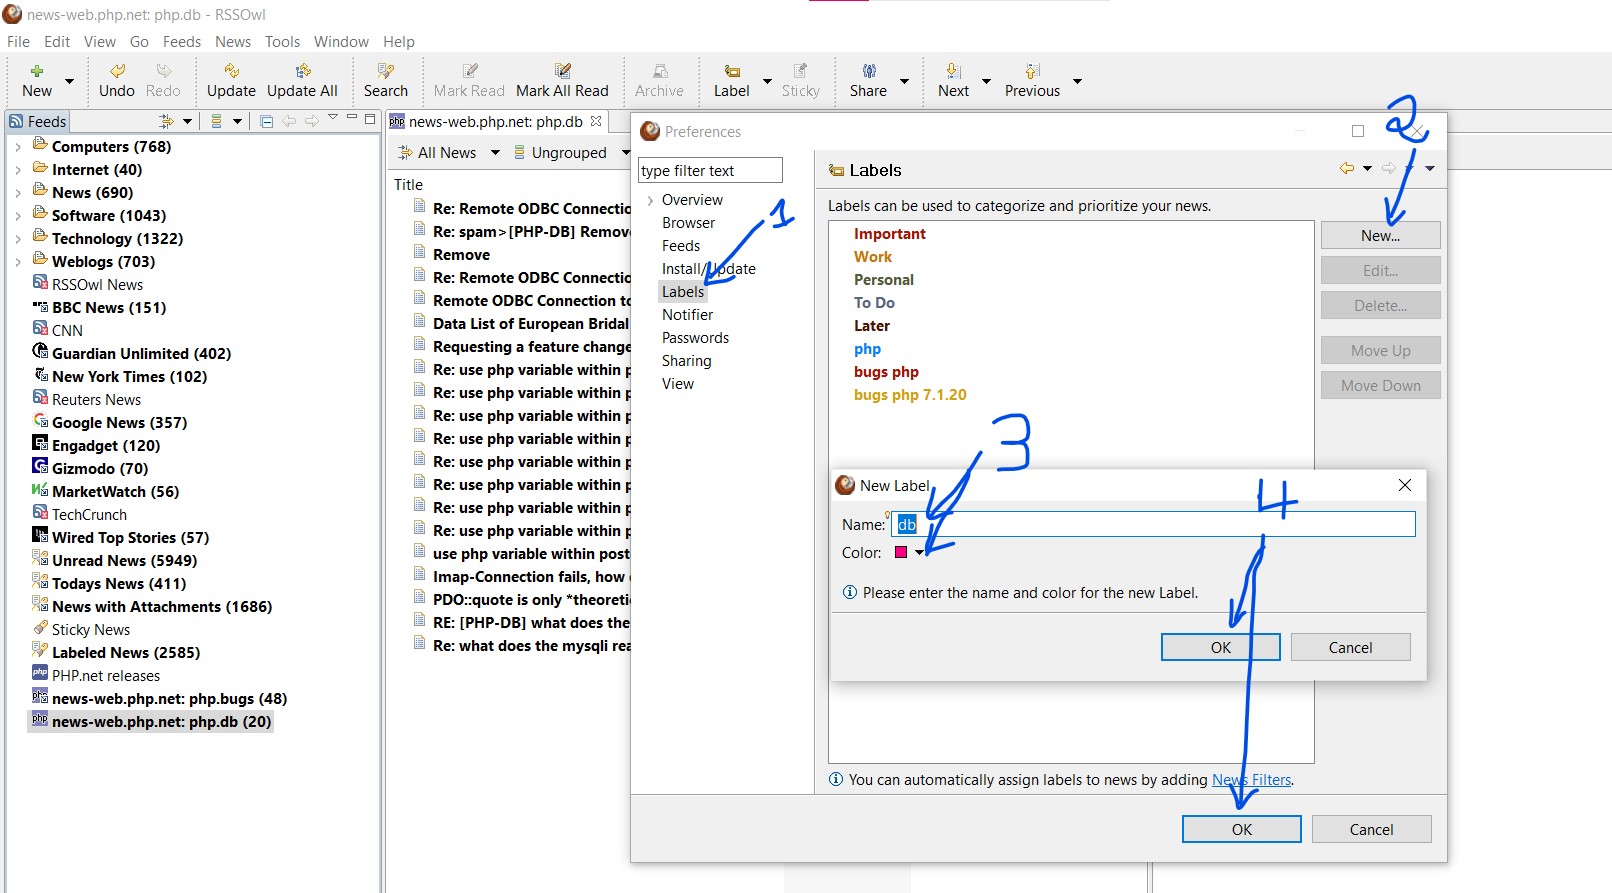 news-web.php.net: php.db - RSSOwl
File Edit View Go Feeds News Tools Window Help
New Undo Redo Update Update All Search Mark Read Mark All Read Archive Label Sticky Share Next Previous
Feeds
Computers (768)
Internet (40)
News (690)
Software (1043)
Technology (1322)
Weblogs (703)
RSSOwl News
BBC News (151)
CNN
Guardian Unlimited (402)
New York Times (102)
Reuters News
Google News (357)
Engadget (120)
Gizmodo (70)
MarketWatch (56)
TechCrunch
Wired Top Stories (57)
Unread News (5949)
Todays News (411)
News with Attachments (1686)
Sticky News
Labeled News (2585)
PHP.net releases
news-web.php.net: php.bugs (48)
news-web.php.net: php.db (20)
news-web.php.net: php.db
All News Ungrouped
Title
Re: Remote ODBC Connectio
Re: spam>[PHP-DB] Remov
Remove
Re: Remote ODBC Connectio
Remote ODBC Connection to
Data List of European Bridal
Requesting a feature change
Re: use php variable within p
Re: use php variable within p
Re: use php variable within p
Re: use php variable within p
Re: use php variable within p
Re: use php variable within p
Re: use php variable within p
Re: use php variable within p
use php variable within post
Imap-Connection fails, how
PDO::quote is only *theoreti
RE: [PHP-DB] what does the
Re: what does the mysqli rea
Preferences
type filter text
Overview
Browser
Feeds
Install/Update
Labels
Notifier
Passwords
Sharing
View
1
2
Labels
Labels can be used to categorize and prioritize your news.
Important
Work
Personal
To Do
Later
php
bugs php
bugs php 7.1.20
New...
Edit...
Delete...
Move Up
Move Down
3
New Label
4
Name: db
Color:
Please enter the name and color for the new Label.
OK Cancel
You can automatically assign labels to news by adding News Filters.
OK Cancel